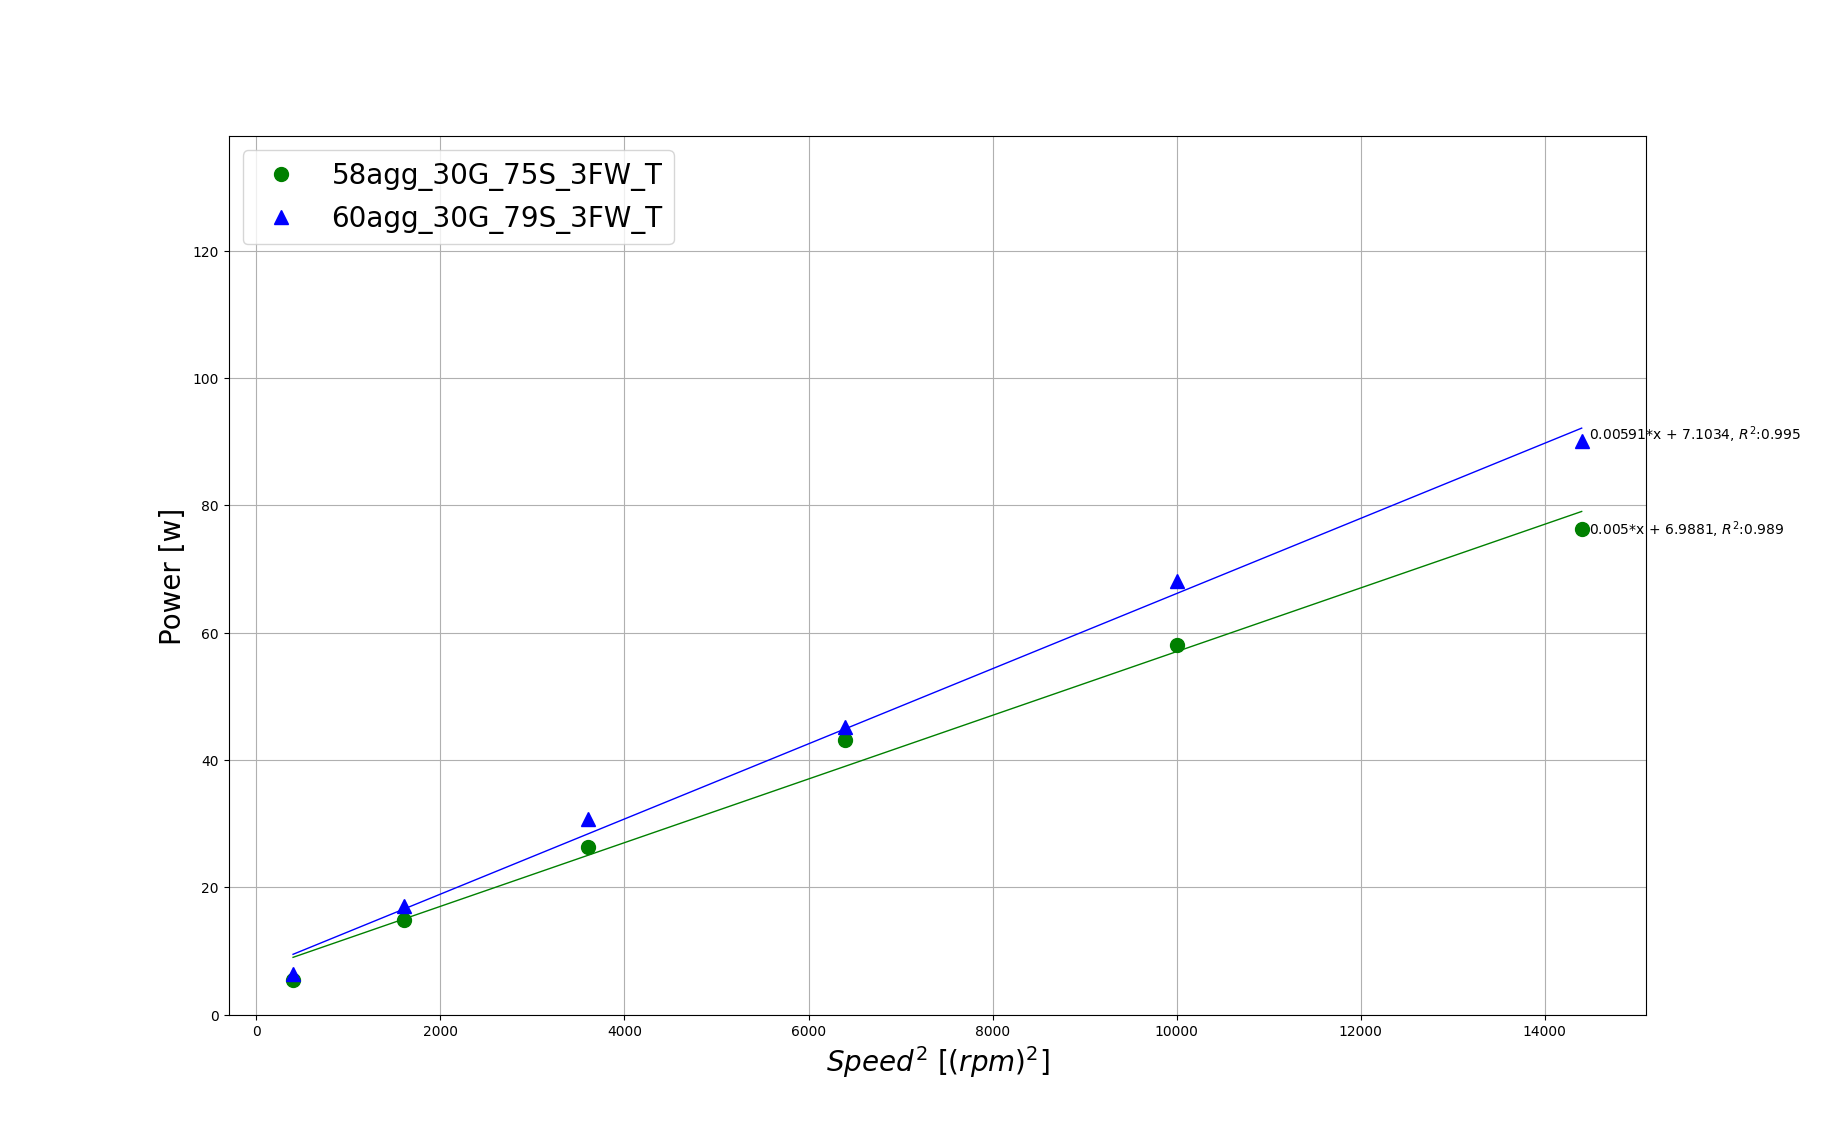 58agg_30G_75S_3FW_T
60agg_30G_79S_3FW_T
120
100
80
60
40
20
0
Power [w]
0.00591*x + 7.1034, R²:0.995
0.005*x + 6.9881, R²:0.989
0 2000 4000 6000 8000 10000 12000 14000
Speed² [(rpm)²]